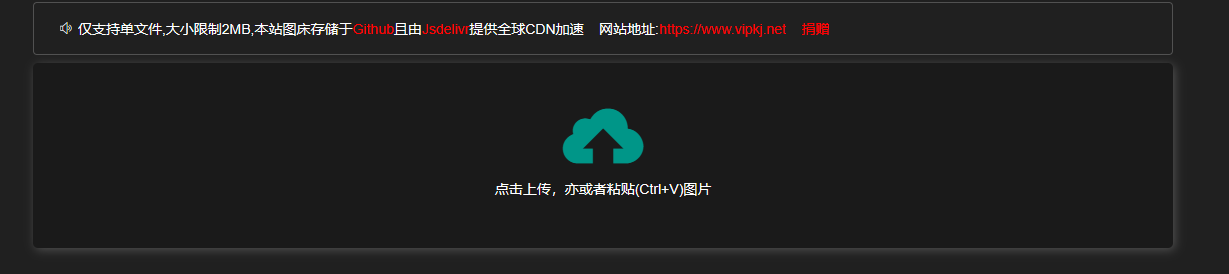 仅支持单文件,大小限制2MB,本站图床存储于Github且由Jsdelivr提供全球CDN加速 网站地址:https://www.vipkj.net 捐赠
点击上传，亦或者粘贴(Ctrl+V)图片